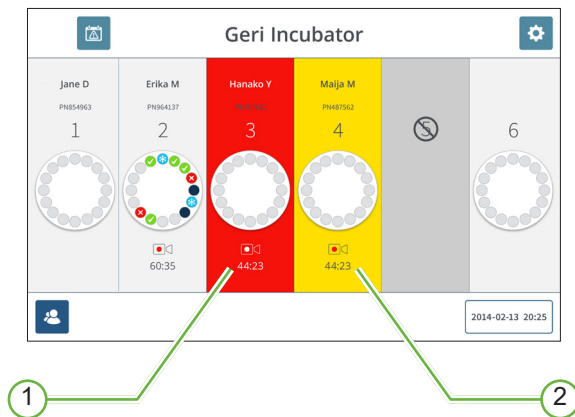 Geri Incubator
Jane D
PN854963
1
Erika M
PN964137
2
60:35
Hanako Y
3
44:23
Maija M
PN487562
4
44:23
5
6
2014-02-13 20:25
1
2